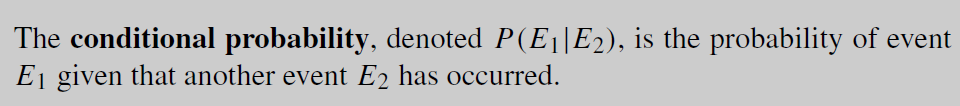 The conditional probability, denoted P(E₁|E₂), is the probability of event
E₁ given that another event E₂ has occurred.